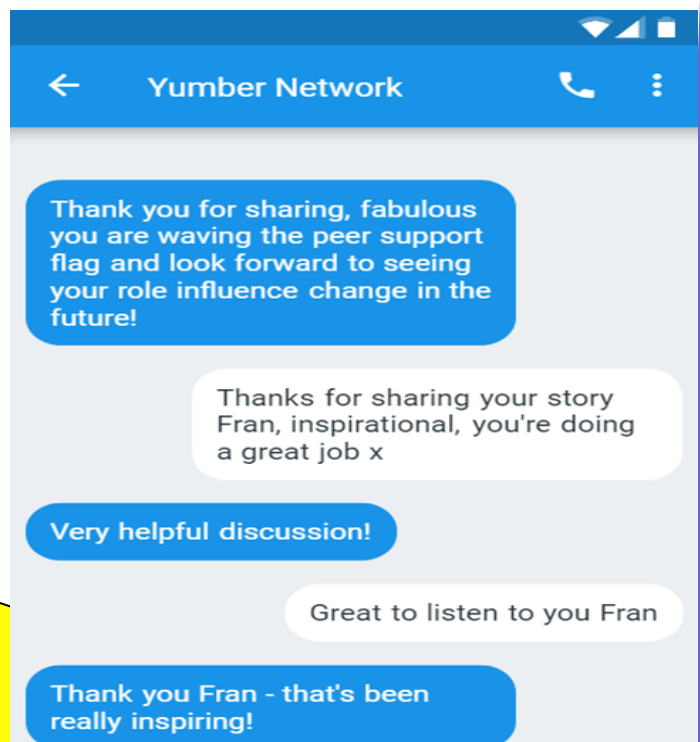 Yumber Network
Thank you for sharing, fabulous
you are waving the peer support
flag and look forward to seeing
your role influence change in the
future!
Thanks for sharing your story
Fran, inspirational, you're doing
a great job x
Very helpful discussion!
Great to listen to you Fran
Thank you Fran - that's been
really inspiring!